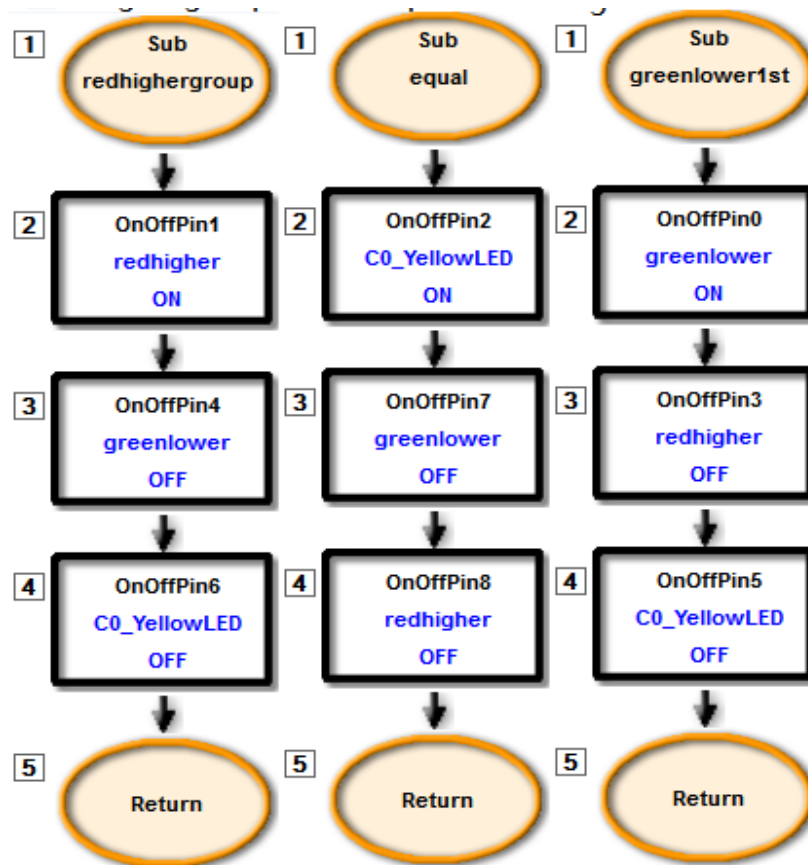 1
Sub
redhighergroup
2
OnOffPin1
redhigher
ON
3
OnOffPin4
greenlower
OFF
4
OnOffPin6
C0_YellowLED
OFF
5
Return
1
Sub
equal
2
OnOffPin2
C0_YellowLED
ON
3
OnOffPin7
greenlower
OFF
4
OnOffPin8
redhigher
OFF
5
Return
1
Sub
greenlower1st
2
OnOffPin0
greenlower
ON
3
OnOffPin3
redhigher
OFF
4
OnOffPin5
C0_YellowLED
OFF
5
Return